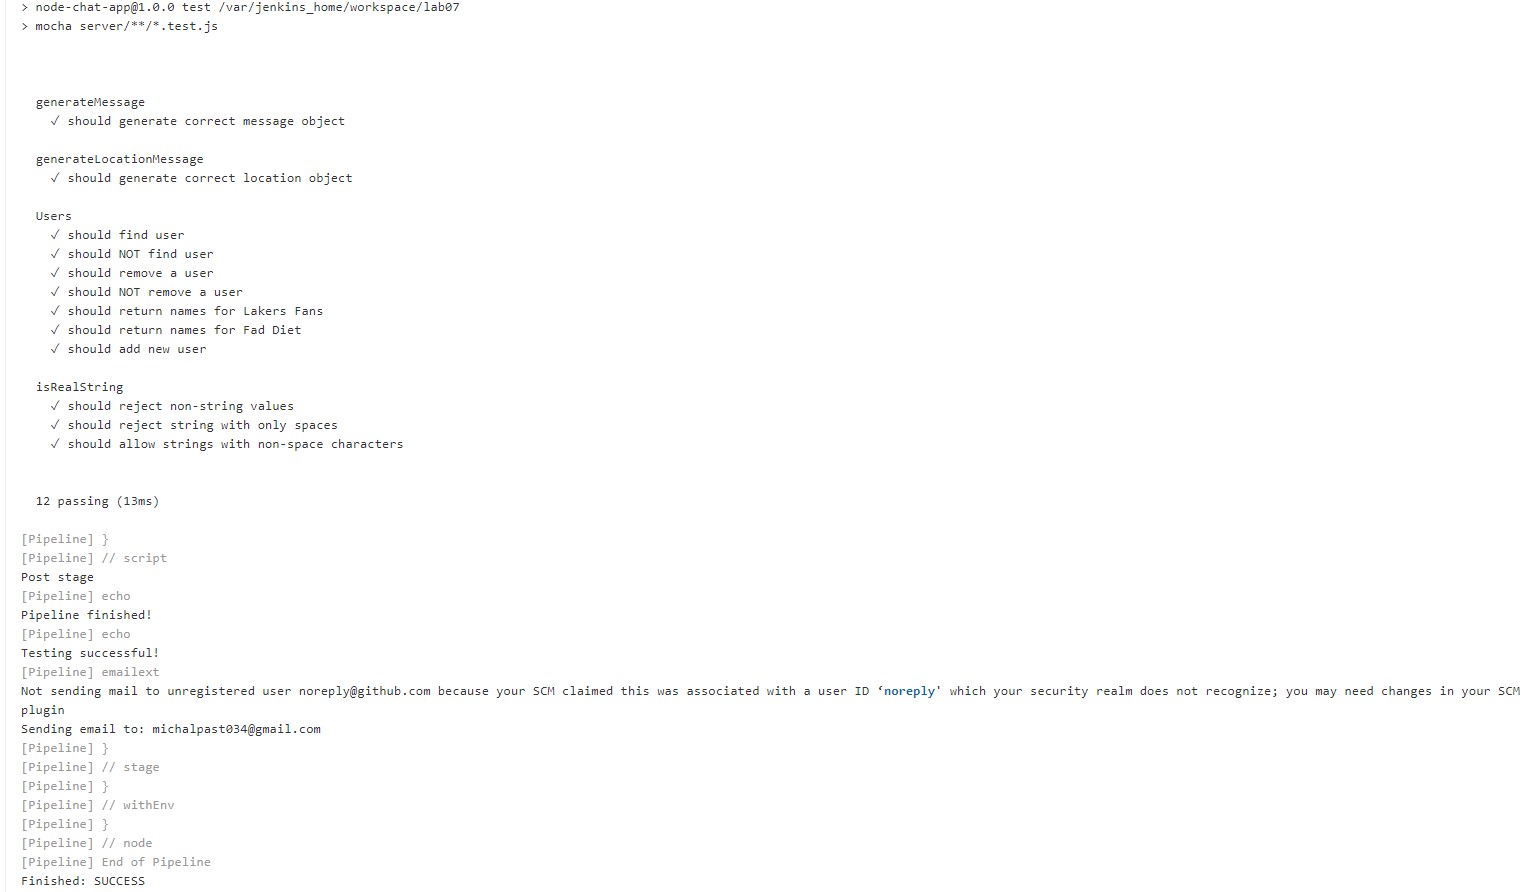 > node-chat-app@1.0.0 test /var/jenkins_home/workspace/lab07
> mocha server/**/*.test.js
generateMessage
✓ should generate correct message object
generateLocationMessage
✓ should generate correct location object
Users
✓ should find user
✓ should NOT find user
✓ should remove a user
✓ should NOT remove a user
✓ should return names for Lakers Fans
✓ should return names for Fad Diet
✓ should add new user
isRealString
✓ should reject non-string values
✓ should reject string with only spaces
✓ should allow strings with non-space characters
12 passing (13ms)
[Pipeline] }
[Pipeline] // script
Post stage
[Pipeline] echo
Pipeline finished!
[Pipeline] echo
Testing successful!
[Pipeline] emailext
Not sending mail to unregistered user noreply@github.com because your SCM claimed this was associated with a user ID ‘noreply' which your security realm does not recognize; you may need changes in your SCM
plugin
Sending email to: michalpast034@gmail.com
[Pipeline] }
[Pipeline] // stage
[Pipeline] }
[Pipeline] // withEnv
[Pipeline] }
[Pipeline] // node
[Pipeline] End of Pipeline
Finished: SUCCESS